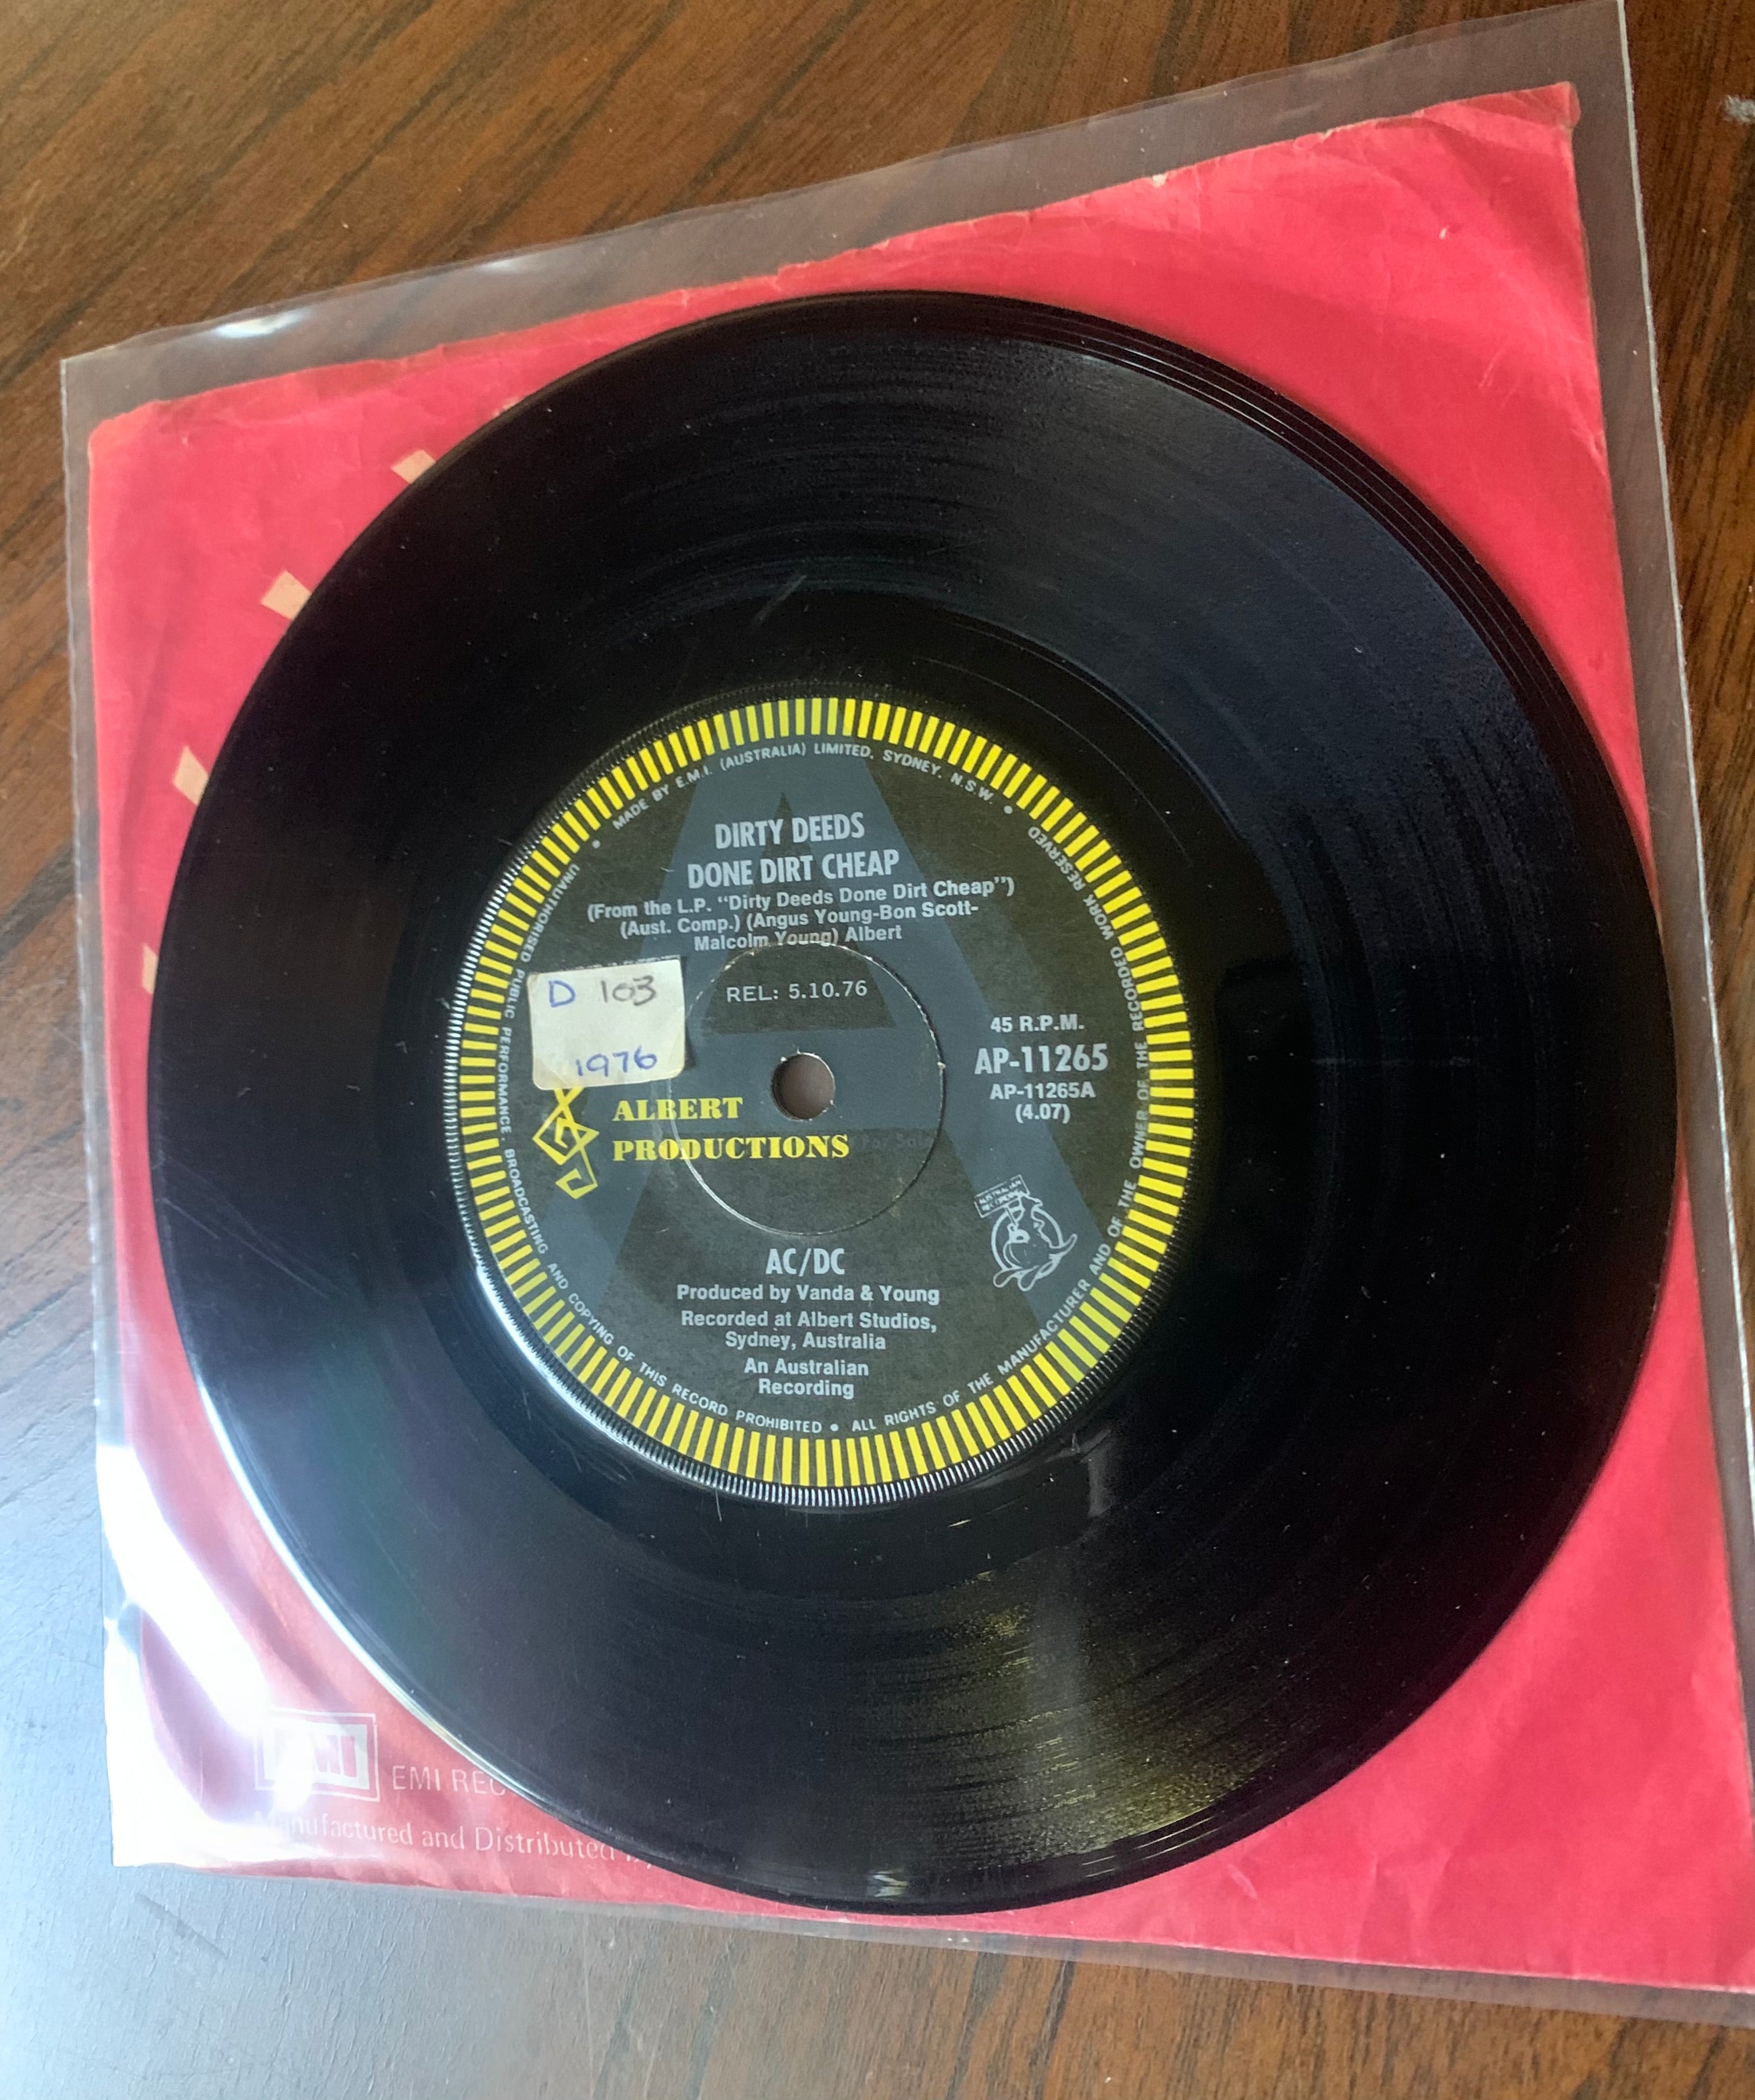 MADE BY E.M.I. (AUSTRALIA) LIMITED, SYDNEY, N.S.W. •
DIRTY DEEDS
DONE DIRT CHEAP
(From the L.P. "Dirty Deeds Done Dirt Cheap")
(Aust. Comp.) (Angus Young-Bon Scott-
Malcolm Young) Albert
D 103
1976
REL: 5.10.76
45 R.P.M.
AP-11265
AP-11265A
(4.07)
ALBERT
PRODUCTIONS
AUSTRALIAN
RECORDING
AC/DC
Produced by Vanda & Young
Recorded at Albert Studios,
Sydney, Australia
An Australian
Recording
UNAUTHORISED PUBLIC PERFORMANCE, BROADCASTING AND COPYING OF THIS RECORD PROHIBITED • ALL RIGHTS OF THE MANUFACTURER AND OF THE OWNER OF THE RECORDED WORK RESERVED
EMI
Manufactured and Distributed